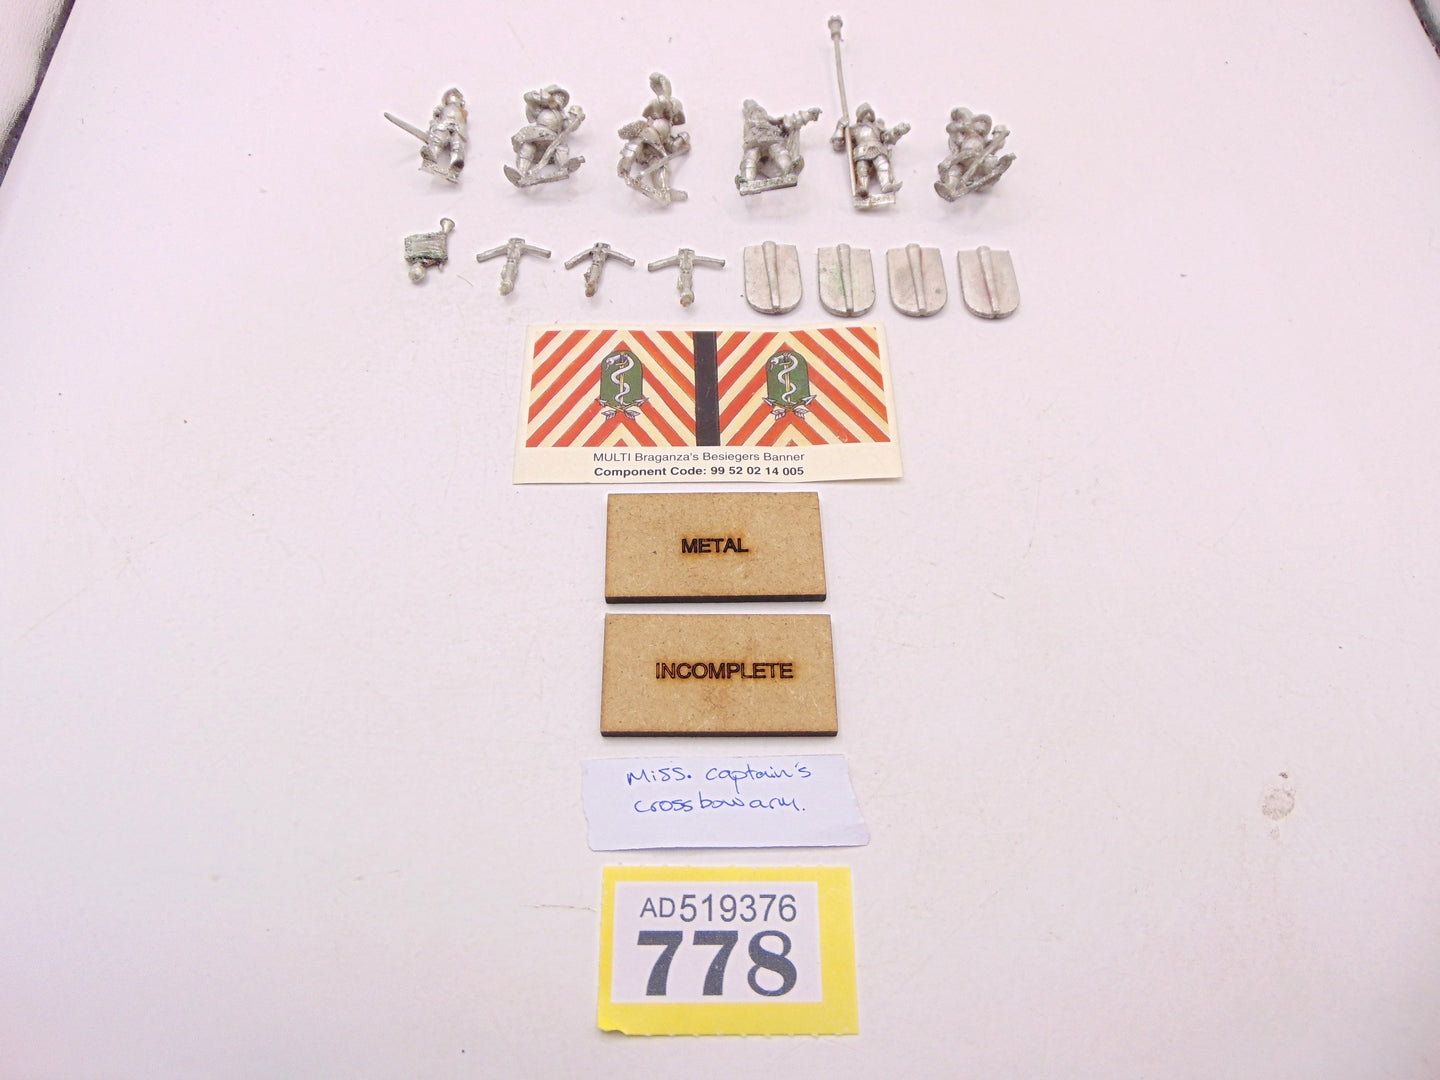 MULTI Braganza's Besiegers Banner
Component Code: 99 52 02 14 005
METAL
INCOMPLETE
Miss. captain's
crossbow arm.
AD519376
778